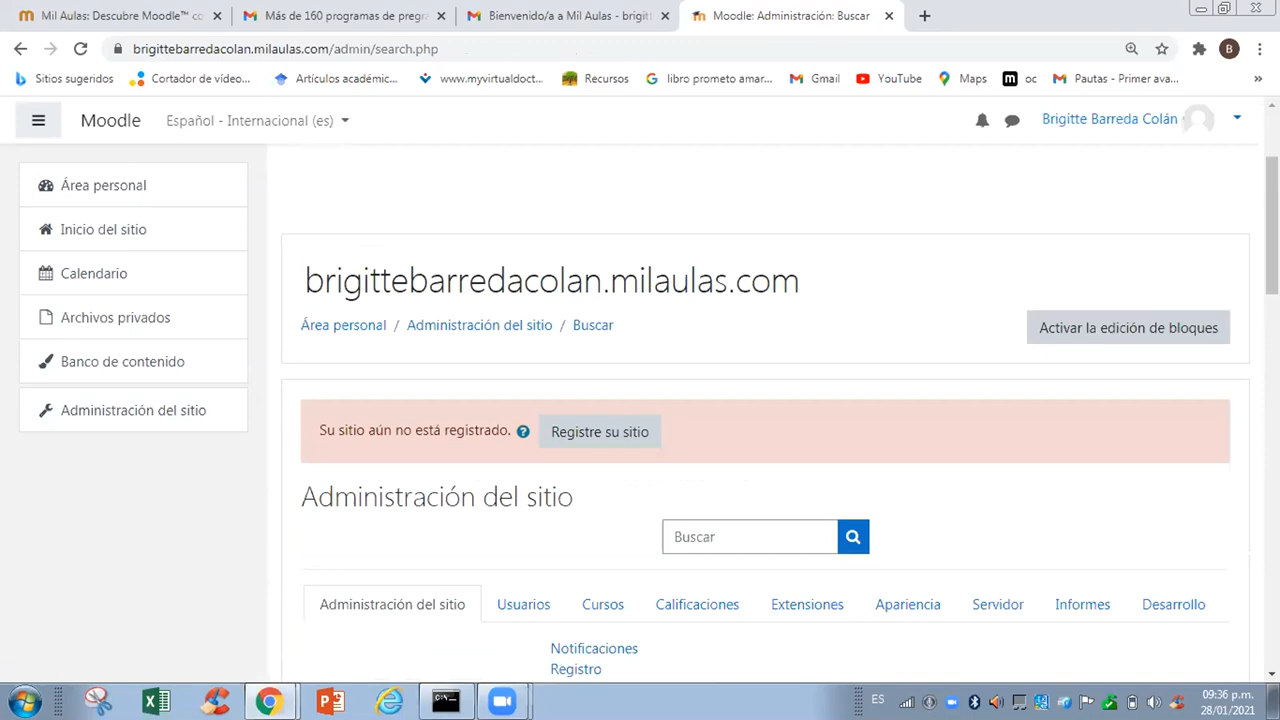 Mil Aulas: Descubre Moodle™ cc
Más de 160 programas de pregr
Bienvenido/a a Mil Aulas - brigitt
Moodle: Administración: Buscar
brigittebarredacolan.milaulas.com/admin/search.php
B
Sitios sugeridos
Cortador de vídeo...
Artículos académic...
www.myvirtualdoct...
Recursos
libro prometo amar...
Gmail
YouTube
Maps
oc
Pautas - Primer ava...
»
Moodle
Español - Internacional (es)
Brigitte Barreda Colán
Área personal
Inicio del sitio
Calendario
Archivos privados
Banco de contenido
Administración del sitio
brigittebarredacolan.milaulas.com
Área personal / Administración del sitio / Buscar
Activar la edición de bloques
Su sitio aún no está registrado.
Registre su sitio
Administración del sitio
Buscar
Administración del sitio Usuarios Cursos Calificaciones Extensiones Apariencia Servidor Informes Desarrollo
Notificaciones
Registro
ES
09:36 p.m.
28/01/2021